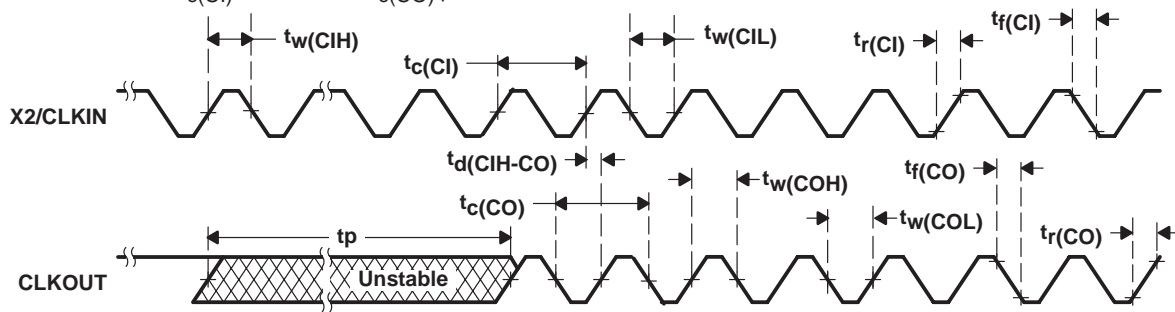 tw(CIH)
tc(CI)
tw(CIL)
tr(CI)
tf(CI)
X2/CLKIN
td(CIH-CO)
tc(CO)
tw(COH)
tw(COL)
tf(CO)
tr(CO)
tp
CLKOUT
Unstable